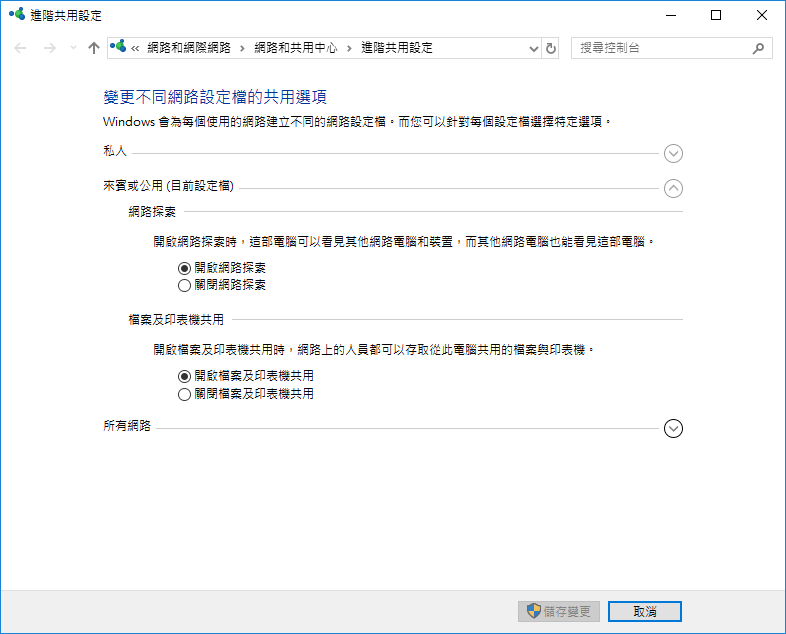 進階共用設定
« 網路和網際網路 › 網路和共用中心 › 進階共用設定
搜尋控制台
變更不同網路設定檔的共用選項
Windows 會為每個使用的網路建立不同的網路設定檔。而您可以針對每個設定檔選擇特定選項。
私人
來賓或公用 (目前設定檔)
網路探索
開啟網路探索時，這部電腦可以看見其他網路電腦和裝置，而其他網路電腦也能看見這部電腦。
開啟網路探索
關閉網路探索
檔案及印表機共用
開啟檔案及印表機共用時，網路上的人員都可以存取從此電腦共用的檔案與印表機。
開啟檔案及印表機共用
關閉檔案及印表機共用
所有網路
儲存變更
取消